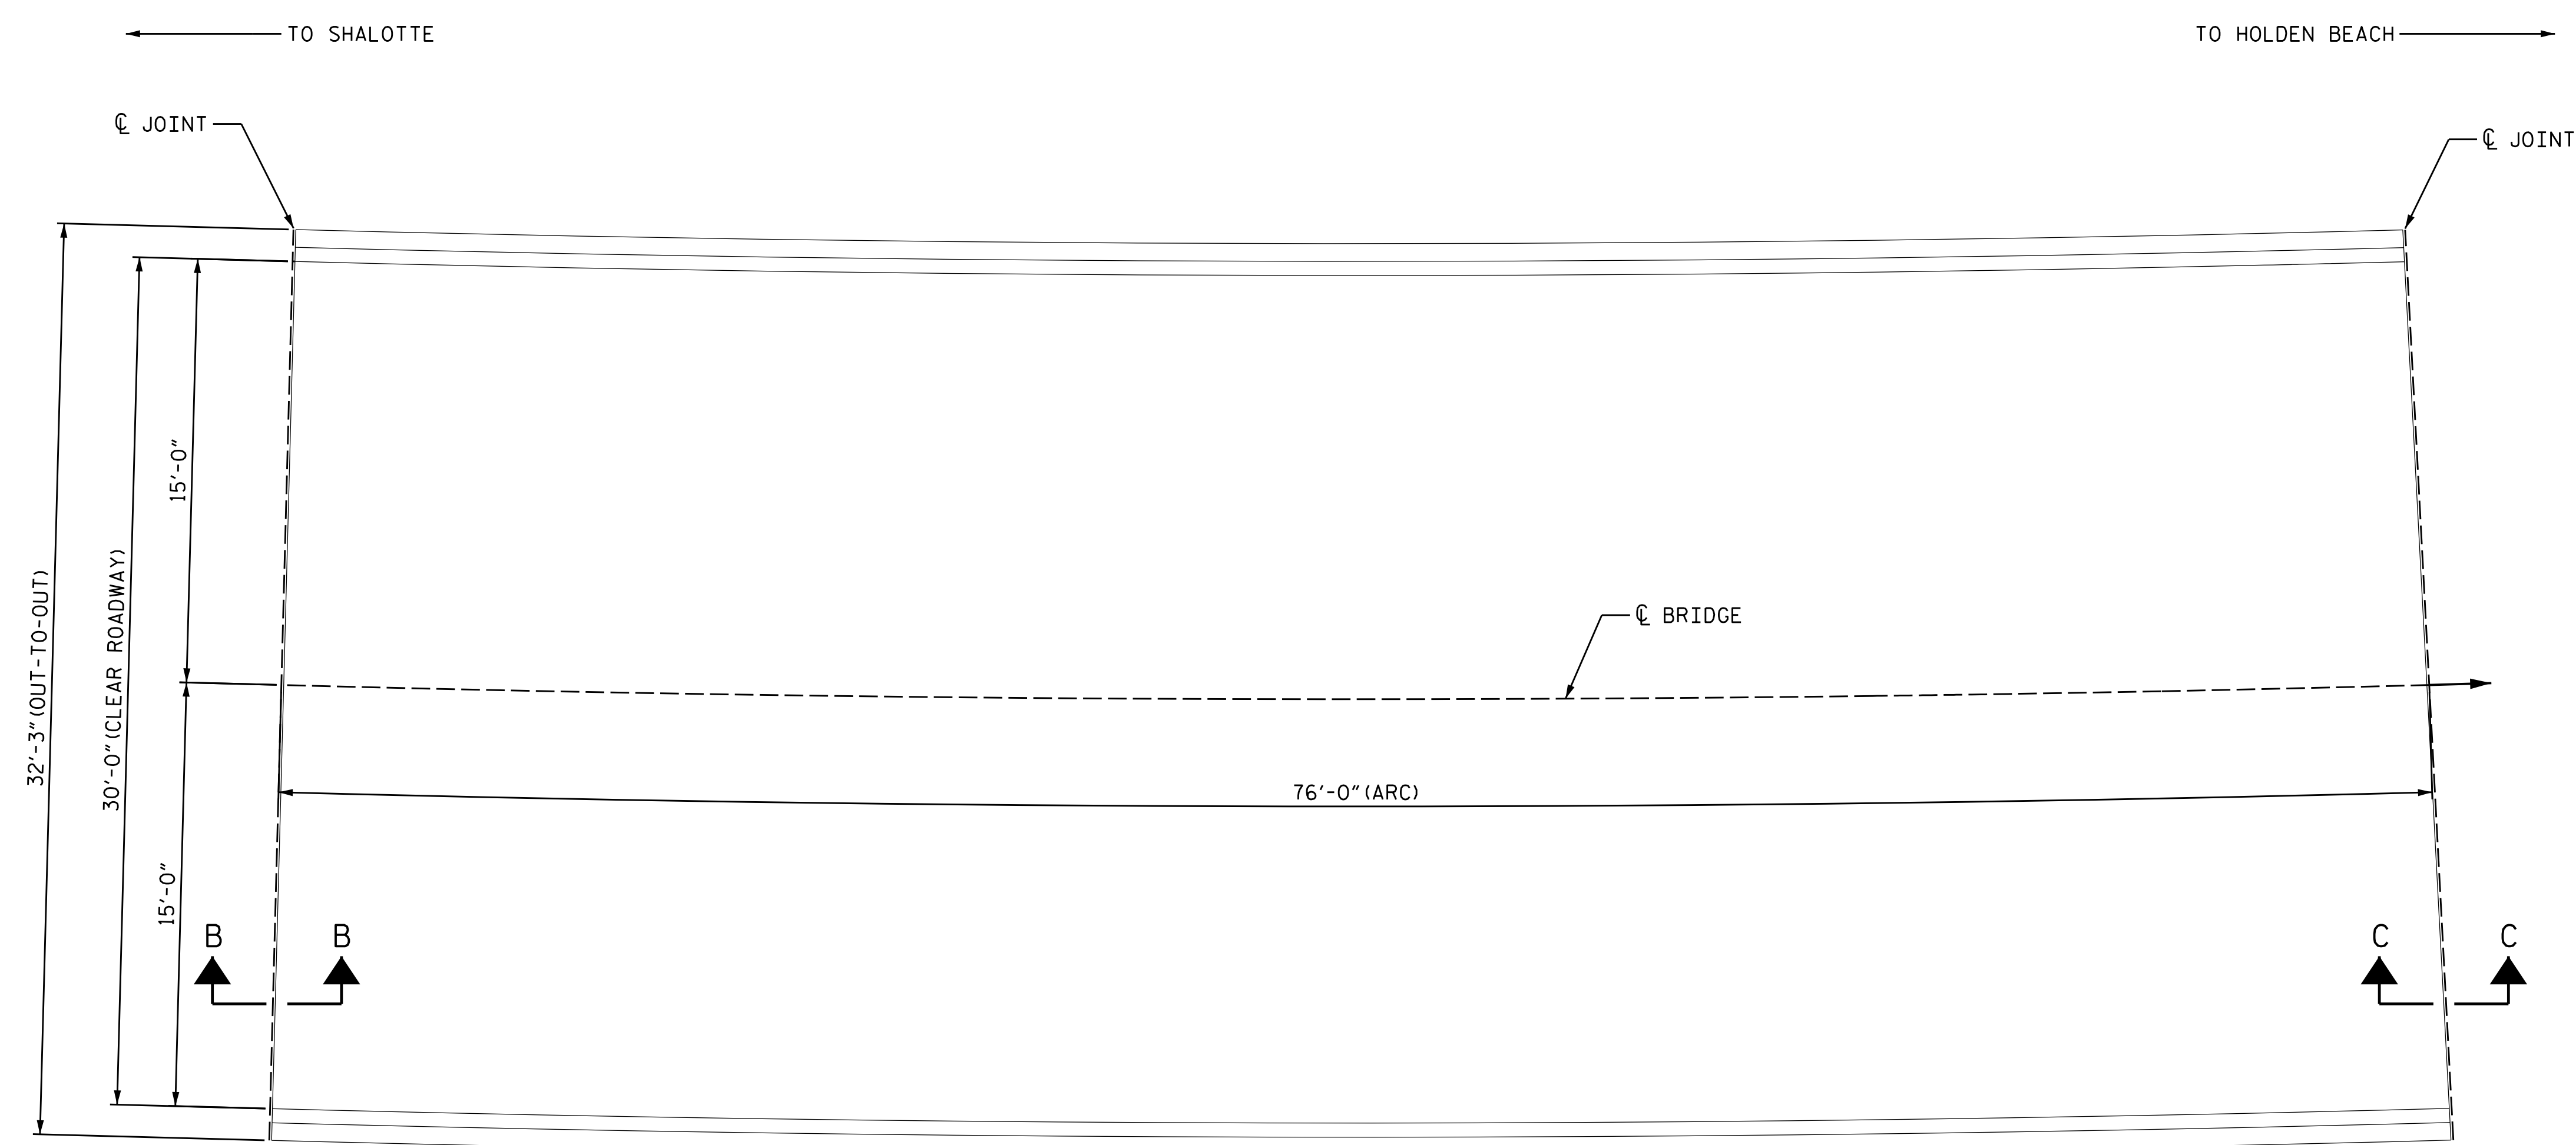 TO SHALOTTE
TO HOLDEN BEACH
℄ JOINT
℄ JOINT
15'-0"
32'-3" (OUT-TO-OUT)
30'-0" (CLEAR ROADWAY)
℄ BRIDGE
76'-0" (ARC)
15'-0"
B
B
C
C